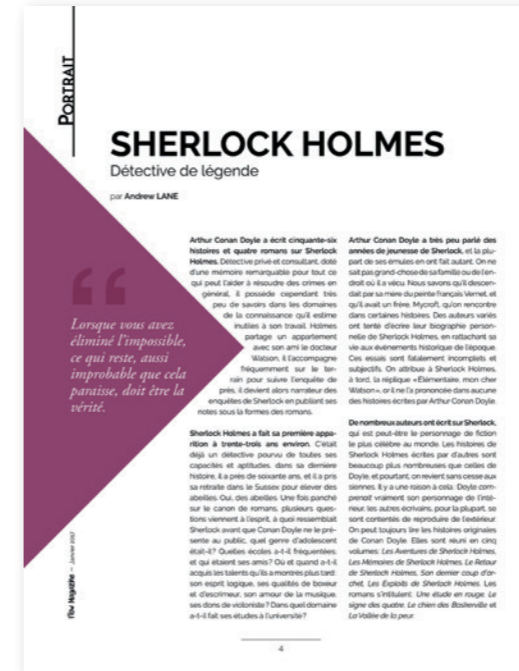 PORTRAIT
SHERLOCK HOLMES
Détective de légende
par Andrew LANE
Arthur Conan Doyle a écrit cinquante-six
histoires et quatre romans sur Sherlock
Holmes. Détective privé et consultant, doté
d'une mémoire remarquable pour tout ce
qui peut l'aider à résoudre des crimes en
général, il possède cependant très
peu de savoirs dans les domaines
de la connaissance qu'il estime
inutiles à son travail. Holmes
partage un appartement
avec son ami le docteur
Watson, il l'accompagne
fréquemment sur le ter-
rain pour suivre l'enquête de
près, il devient alors narrateur des
enquêtes de Sherlock en publiant ses
notes sous la formes des romans.
Sherlock Holmes a fait sa première appa-
rition à trente-trois ans environ. C'était
déjà un détective pourvu de toutes ses
capacités et aptitudes. dans sa dernière
histoire, il a près de soixante ans, et il a pris
sa retraite dans le Sussex pour élever des
abeilles. Oui, des abeilles. Une fois panché
sur le canon de romans, plusieurs ques-
tions viennent à l'esprit, à quoi ressemblait
Sherlock avant que Conan Doyle ne le pré-
sente au public, quel genre d'adolescent
était-il? Quelles écoles a-t-il fréquentées,
et qui étaient ses amis? Où et quand a-t-il
acquis les talents qu'ils a montrés plus tard:
son esprit logique, ses qualités de boxeur
et d'escrimeur, son amour de la musique,
ses dons de violoniste? Dans quel domaine
a-t-il fait ses études à l'université?
Arthur Conan Doyle a très peu parlé des
années de jeunesse de Sherlock, et la plu-
part de ses émules en ont fait autant. On ne
sait pas grand-chose de sa famille ou de l'en-
droit où il a vécu. Nous savons qu'il descen-
dait par sa mère du peintre français Vernet, et
qu'il avait un frère, Mycroft, qu'on rencontre
dans certaines histoires. Des auteurs variés
ont tenté d'écrire leur biographie person-
nelle de Sherlock Holmes, en rattachant sa
vie aux événements historique de l'époque.
Ces essais sont fatalement incomplets et
subjectifs. On attribue à Sherlock Holmes,
à tord, la réplique «Élémentaire, mon cher
Watson», or il ne l'a prononcée dans aucune
des histoires écrites par Arthur Conan Doyle.
De nombreux auteurs ont écrit sur Sherlock,
qui est peut-être le personnage de fiction
le plus célèbre au monde. Les histoires de
Sherlock Holmes écrites par d'autres sont
beaucoup plus nombreuses que celles de
Doyle, et pourtant, on revient sans cesse aux
siennes. Il y a une raison à cela. Doyle com-
prenait vraiment son personnage de l'inté-
rieur, les autres écrivains, pour la plupart, se
sont contentés de reproduire de l'extérieur.
On peut toujours lire les histoires originales
de Conan Doyle. Elles sont réuni en cinq
volumes: Les Aventures de Sherlock Holmes,
Les Mémoires de Sherlock Holmes, Le Retour
de Sherlock Holmes, Son dernier coup d'ar-
chet, Les Exploits de Sherlock Holmes. Les
romans s'intitulent: Une étude en rouge, Le
signe des quatre, Le chien des Baskerville et
La Vallée de la peur.
“
Lorsque vous avez
éliminé l'impossible,
ce qui reste, aussi
improbable que cela
paraisse, doit être la
vérité.
Magazine – Janvier 2017
4